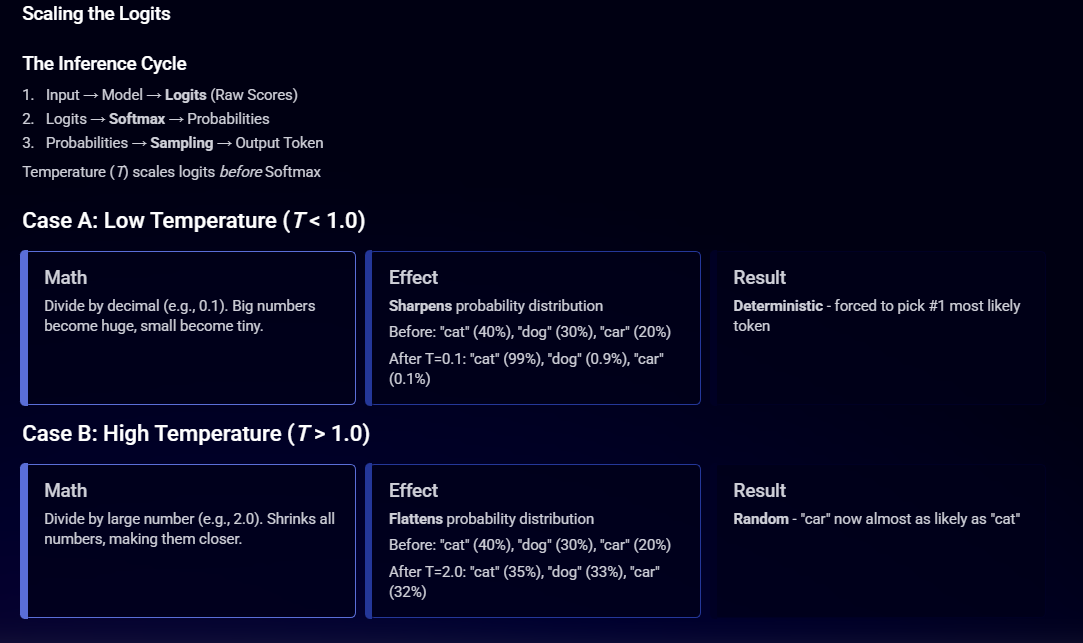 Scaling the Logits
The Inference Cycle
1. Input → Model → Logits (Raw Scores)
2. Logits → Softmax → Probabilities
3. Probabilities → Sampling → Output Token
Temperature (T) scales logits before Softmax
Case A: Low Temperature (T < 1.0)
Math
Divide by decimal (e.g., 0.1). Big numbers
become huge, small become tiny.
Effect
Sharpens probability distribution
Before: "cat" (40%), "dog" (30%), "car" (20%)
After T=0.1: "cat" (99%), "dog" (0.9%), "car"
(0.1%)
Result
Deterministic - forced to pick #1 most likely
token
Case B: High Temperature (T > 1.0)
Math
Divide by large number (e.g., 2.0). Shrinks all
numbers, making them closer.
Effect
Flattens probability distribution
Before: "cat" (40%), "dog" (30%), "car" (20%)
After T=2.0: "cat" (35%), "dog" (33%), "car"
(32%)
Result
Random - "car" now almost as likely as "cat"